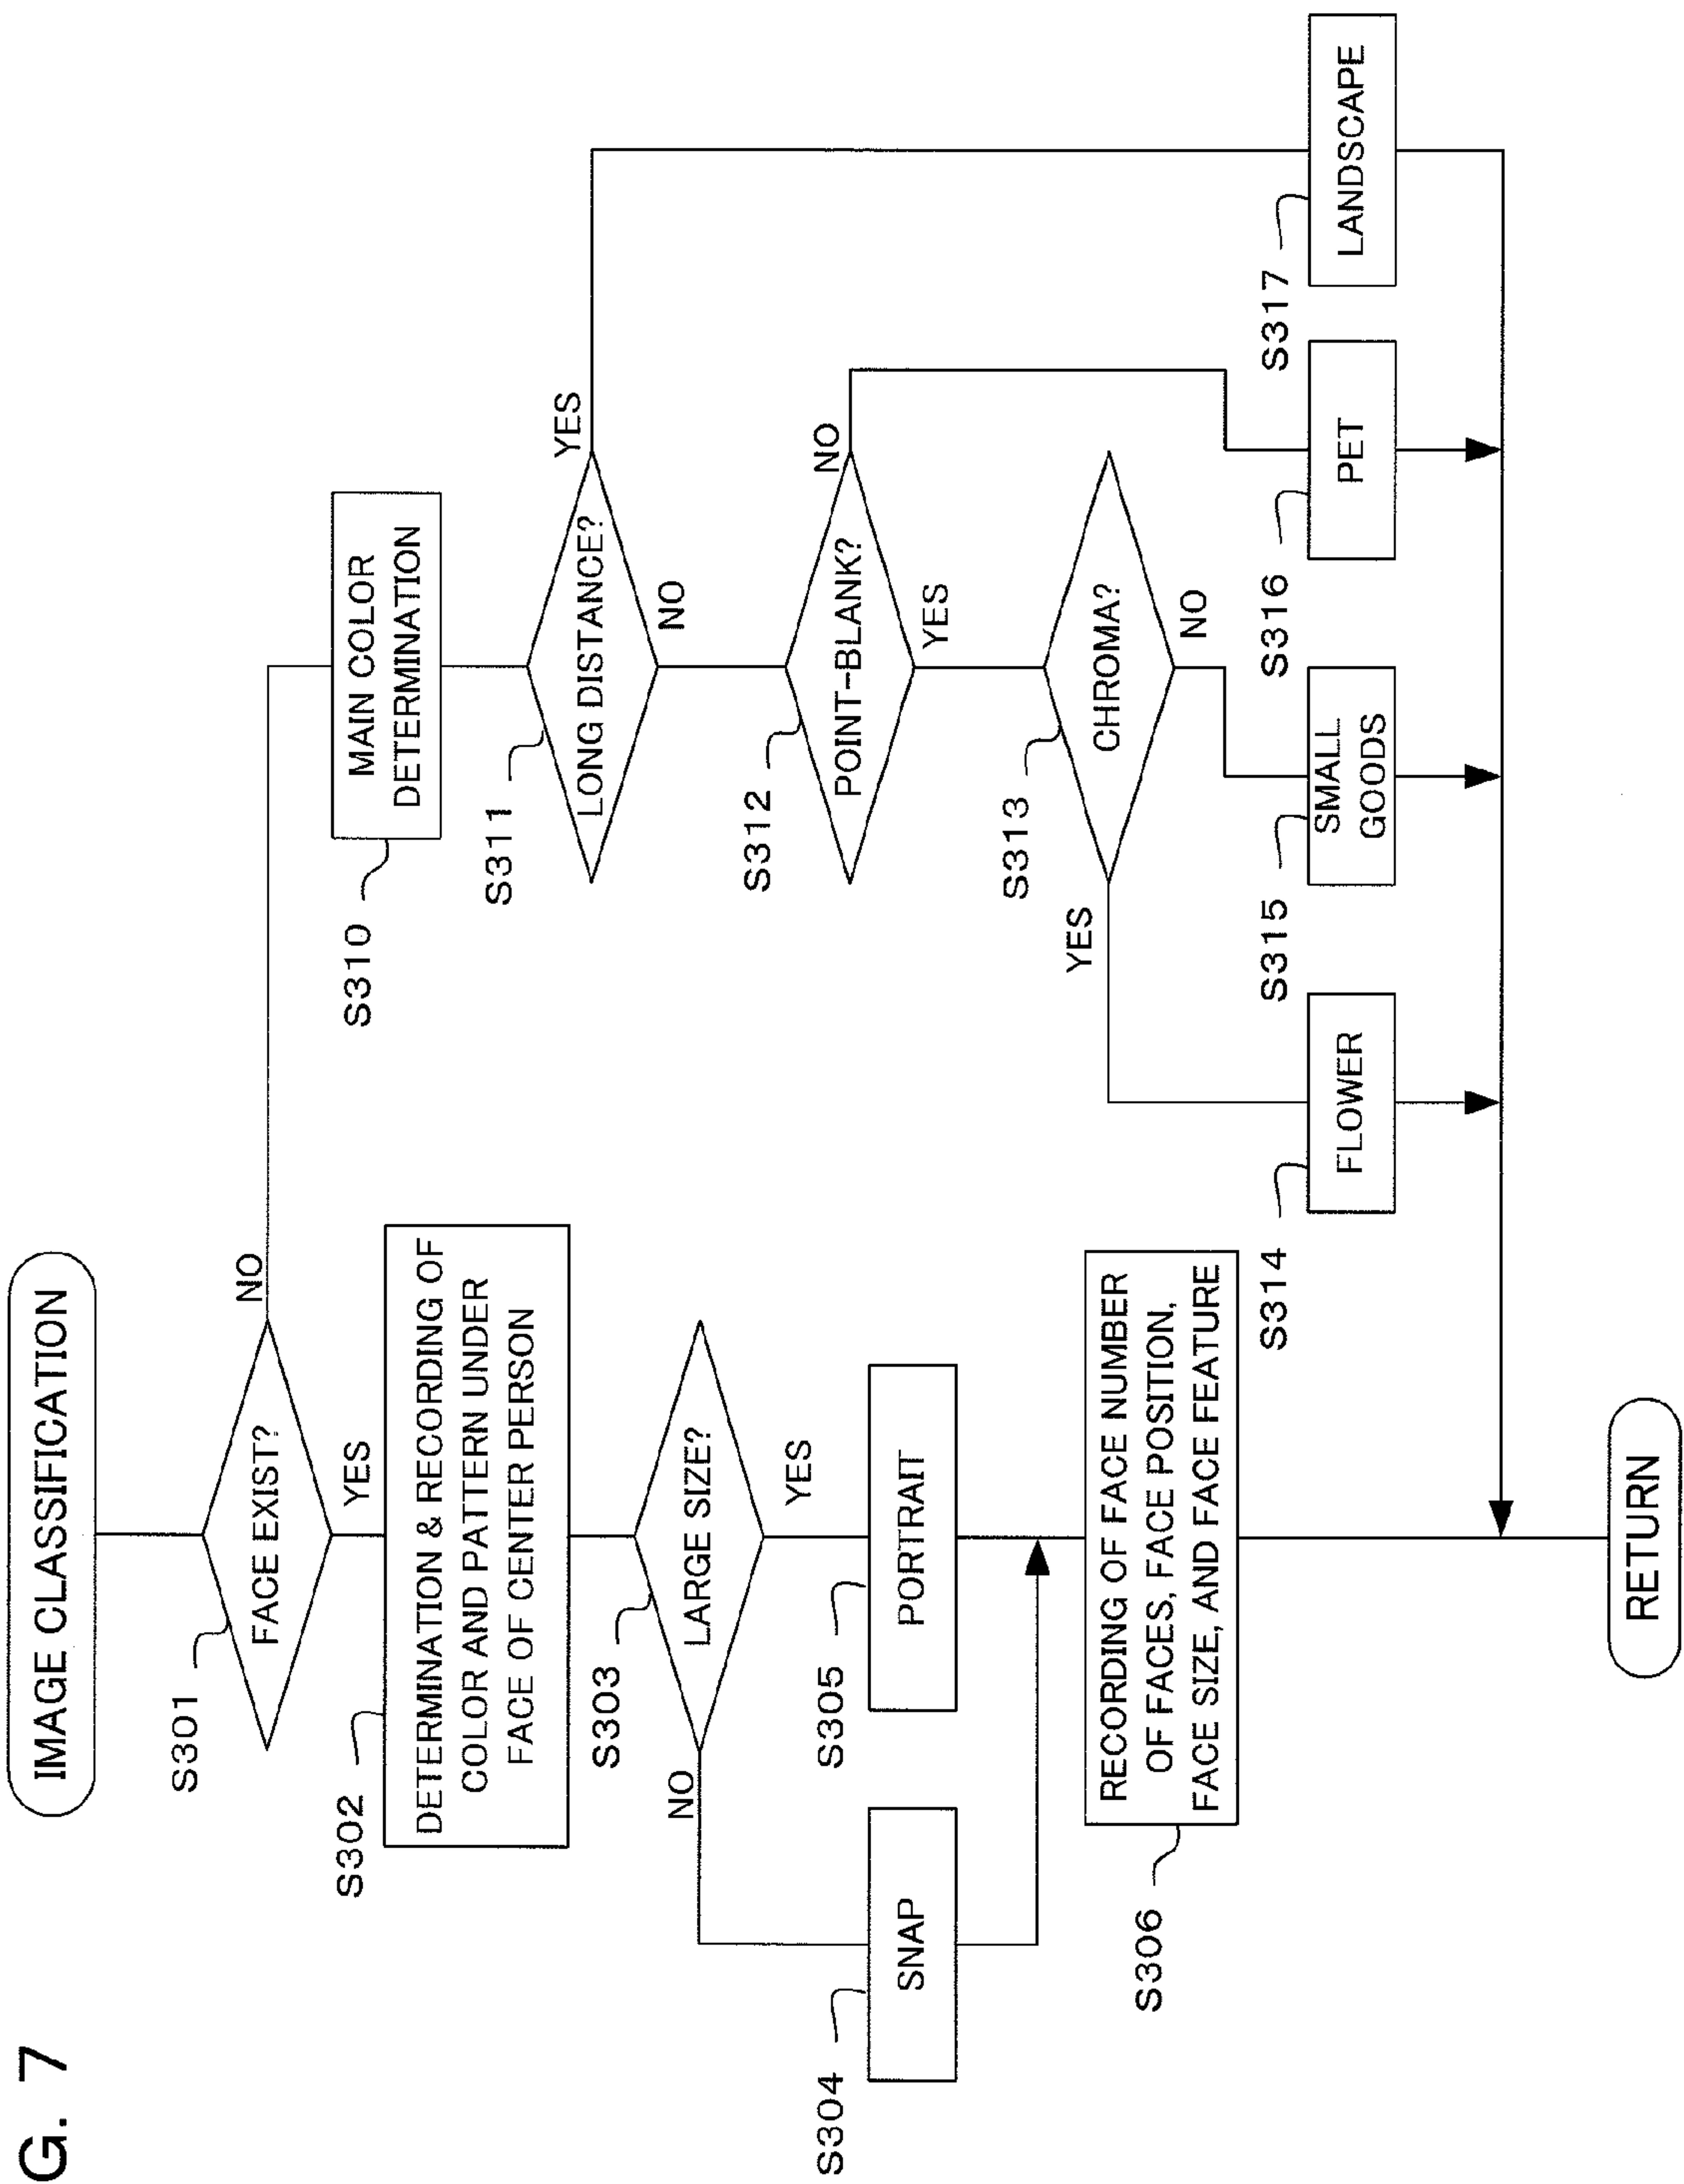 G. 7
IMAGE CLASSIFICATION
S301
FACE EXIST?
NO
YES
S302
DETERMINATION & RECORDING OF
COLOR AND PATTERN UNDER
FACE OF CENTER PERSON
S303
LARGE SIZE?
NO
YES
S304
SNAP
S305
PORTRAIT
S306
RECORDING OF FACE NUMBER
OF FACES, FACE POSITION,
FACE SIZE, AND FACE FEATURE
S310
MAIN COLOR
DETERMINATION
S311
LONG DISTANCE?
YES
NO
S312
POINT-BLANK?
NO
YES
S313
CHROMA?
YES
NO
S314
FLOWER
S315
SMALL
GOODS
S316
PET
S317
LANDSCAPE
RETURN